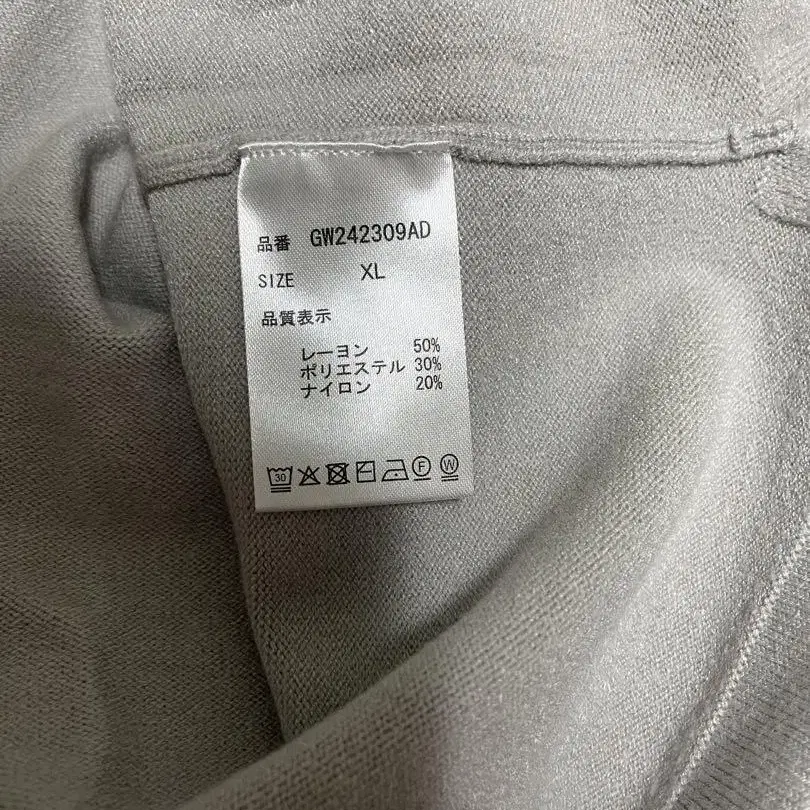 品番 GW242309AD
SIZE XL
品質表示
レーヨン 50%
ポリエステル 30%
ナイロン 20%
30 F W